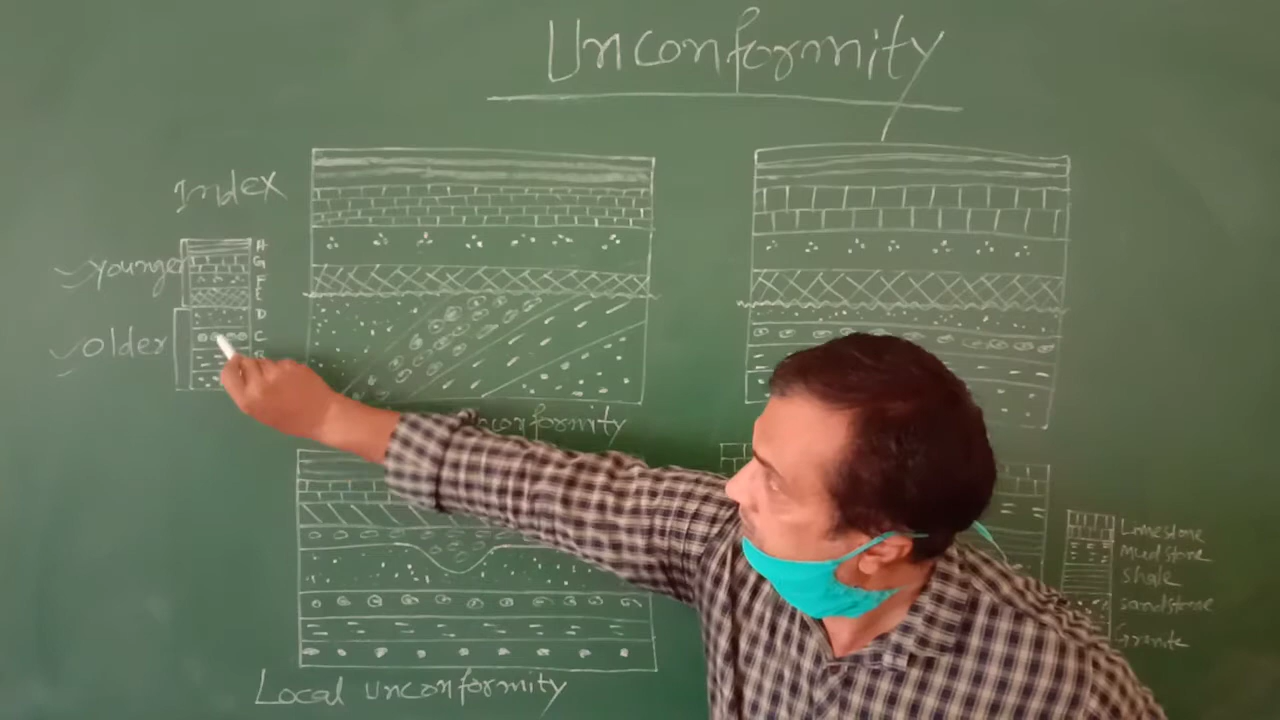 Unconformity
Index
younger
H
G
F
E
D
C
B
older
unconformity
Local unconformity
Limestone
Mudstone
Shale
Sandstone
Granite